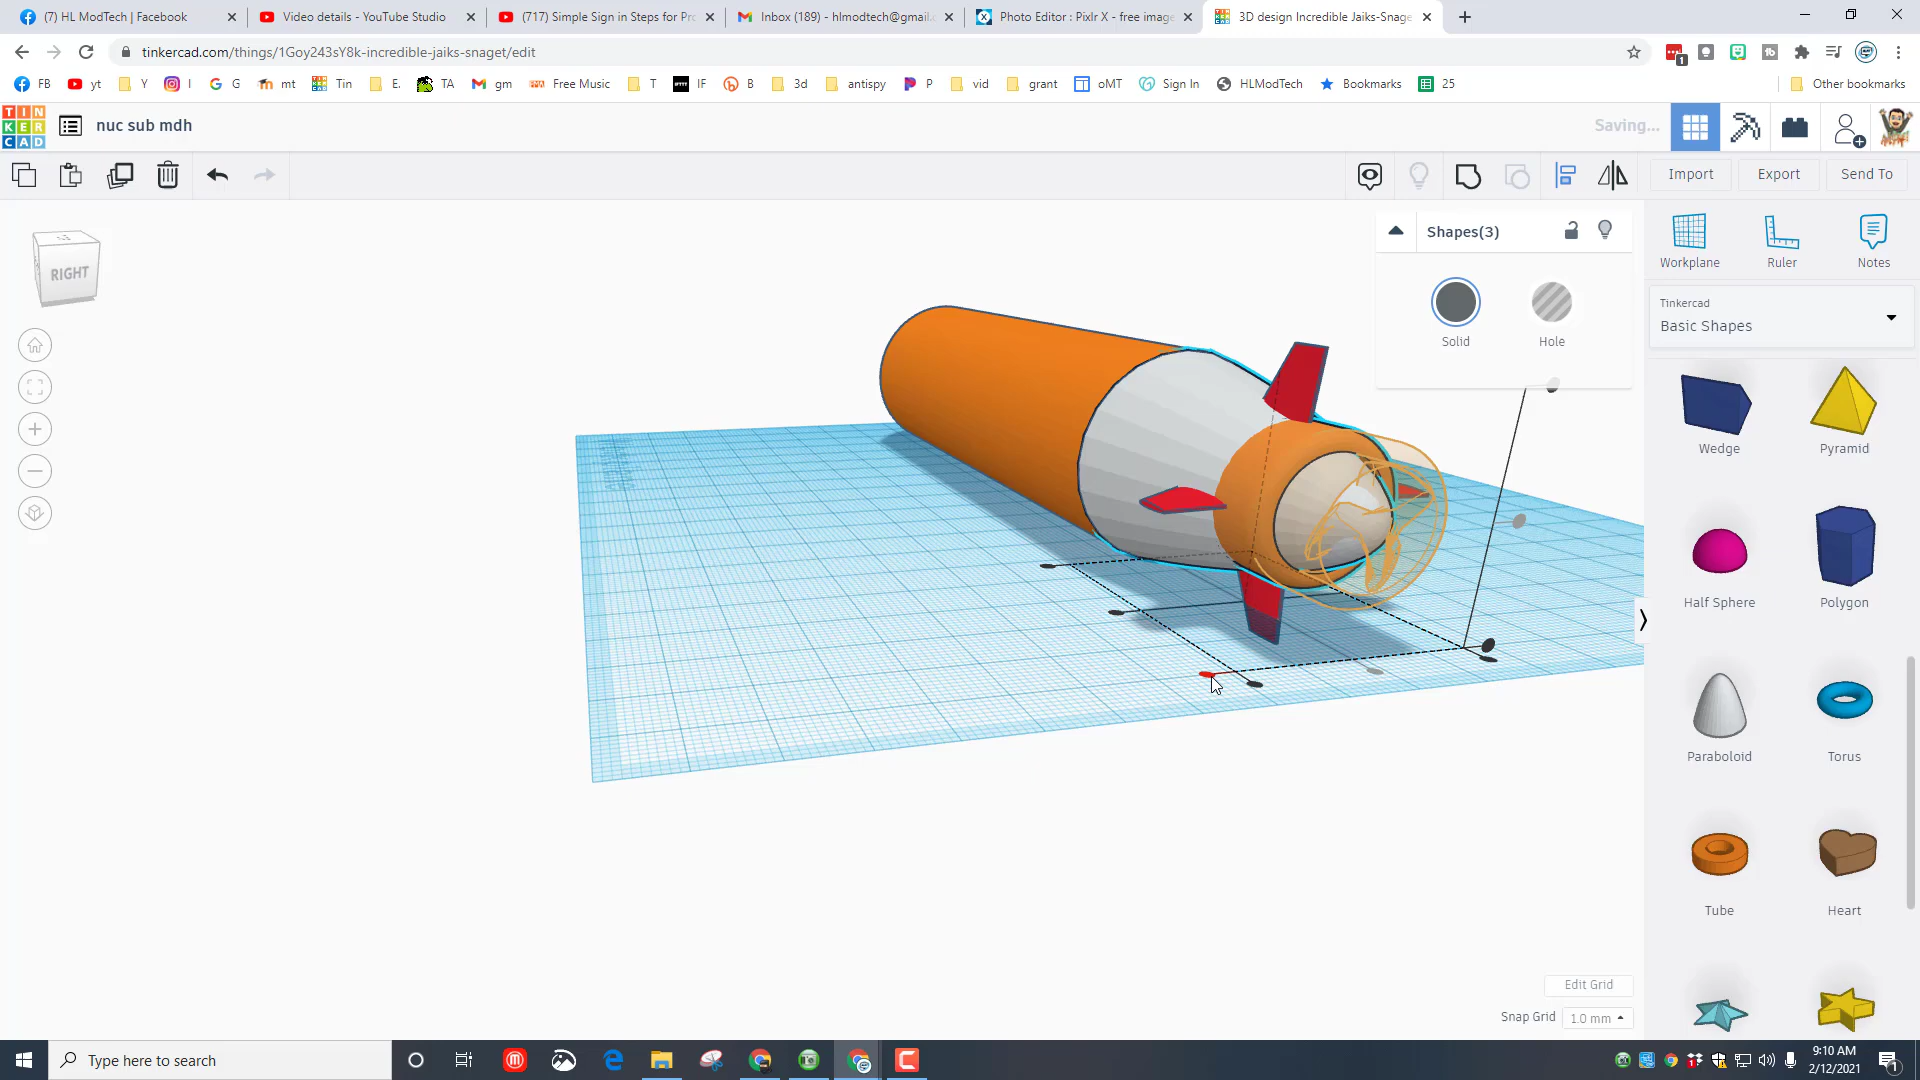 (7) HL ModTech | Facebook
Video details - YouTube Studio
(717) Simple Sign in Steps for Pro
Inbox (189) - hlmodtech@gmail.c
Photo Editor : Pixlr X - free image
3D design Incredible Jaiks-Snage
tinkercad.com/things/1Goy243sY8k-incredible-jaiks-snaget/edit
FB
yt
Y
I
G
mt
Tin
E.
TA
gm
Free Music
T
IF
B
3d
antispy
P
vid
grant
oMT
Sign In
HLModTech
Bookmarks
25
Other bookmarks
TIN
KER
CAD
nuc sub mdh
Saving...
Import
Export
Send To
RIGHT
Shapes(3)
Solid
Hole
Workplane
Ruler
Notes
Tinkercad
Basic Shapes
Wedge
Pyramid
Half Sphere
Polygon
Paraboloid
Torus
Tube
Heart
Edit Grid
Snap Grid
1.0 mm
Type here to search
9:10 AM
2/12/2021